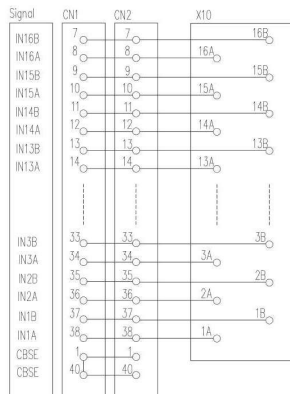 Signal CN1 CN2 X10
IN16B 7 7 16B
IN16A 8 8 16A
IN15B 9 9 15B
IN15A 10 10 15A
IN14B 11 11 14B
IN14A 12 12 14A
IN13B 13 13 13B
IN13A 14 14 13A
IN3B 33 33 3B
IN3A 34 34 3A
IN2B 35 35 2B
IN2A 36 36 2A
IN1B 37 37 1B
IN1A 38 38 1A
CBSE 1 1
CBSE 40 40